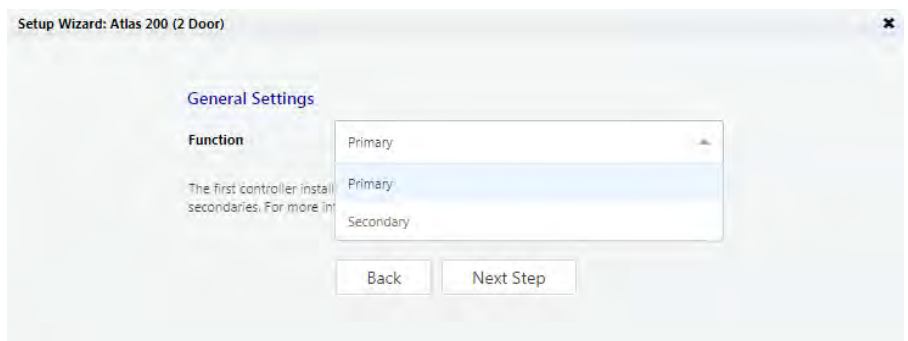 Setup Wizard: Atlas 200 (2 Door)
General Settings
Function
Primary
Primary
Secondary
The first controller install
secondaries. For more in
Back
Next Step